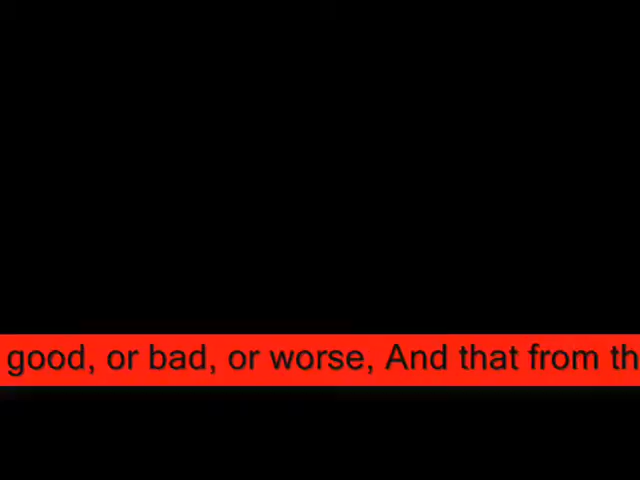 good, or bad, or worse, And that from th